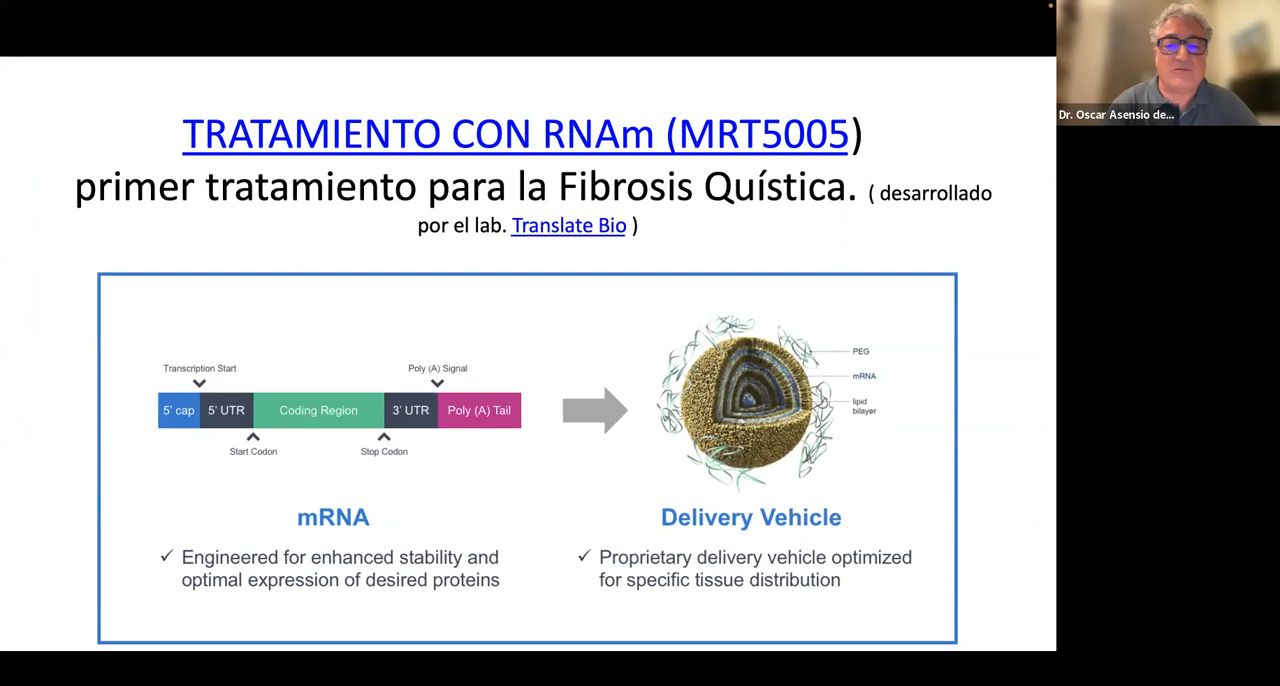 TRATAMIENTO CON RNAm (MRT5005)
primer tratamiento para la Fibrosis Quística. ( desarrollado
por el lab. Translate Bio )
Transcription Start
Poly (A) Signal
5' cap
5' UTR
Coding Region
3' UTR
Poly (A) Tail
Start Codon
Stop Codon
PEG
mRNA
lipid
bilayer
mRNA
Engineered for enhanced stability and
optimal expression of desired proteins
Delivery Vehicle
Proprietary delivery vehicle optimized
for specific tissue distribution
Dr. Oscar Asensio de...